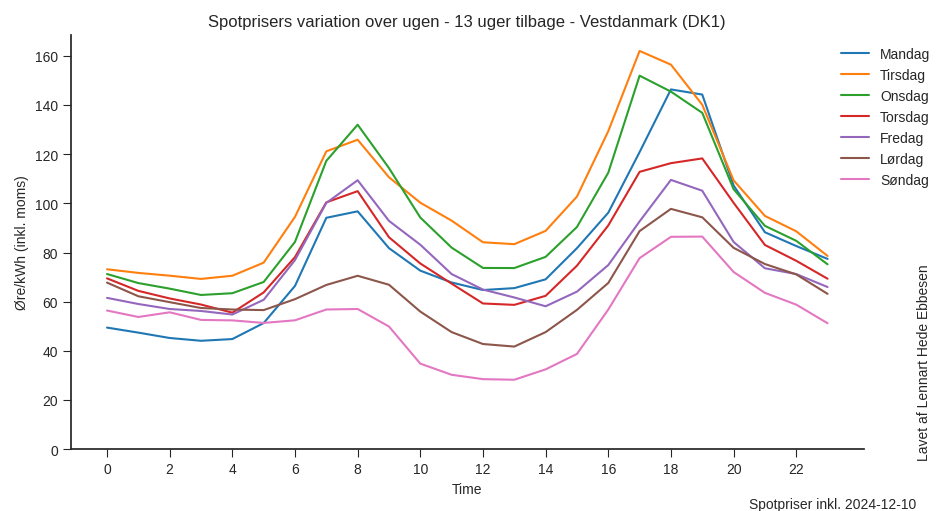 Spotprisers variation over ugen - 13 uger tilbage - Vestdanmark (DK1)
Øre/kWh (inkl. moms)
160
140
120
100
80
60
40
20
0
0 2 4 6 8 10 12 14 16 18 20 22
Time
Mandag
Tirsdag
Onsdag
Torsdag
Fredag
Lørdag
Søndag
Lavet af Lennart Hede Ebbesen
Spotpriser inkl. 2024-12-10